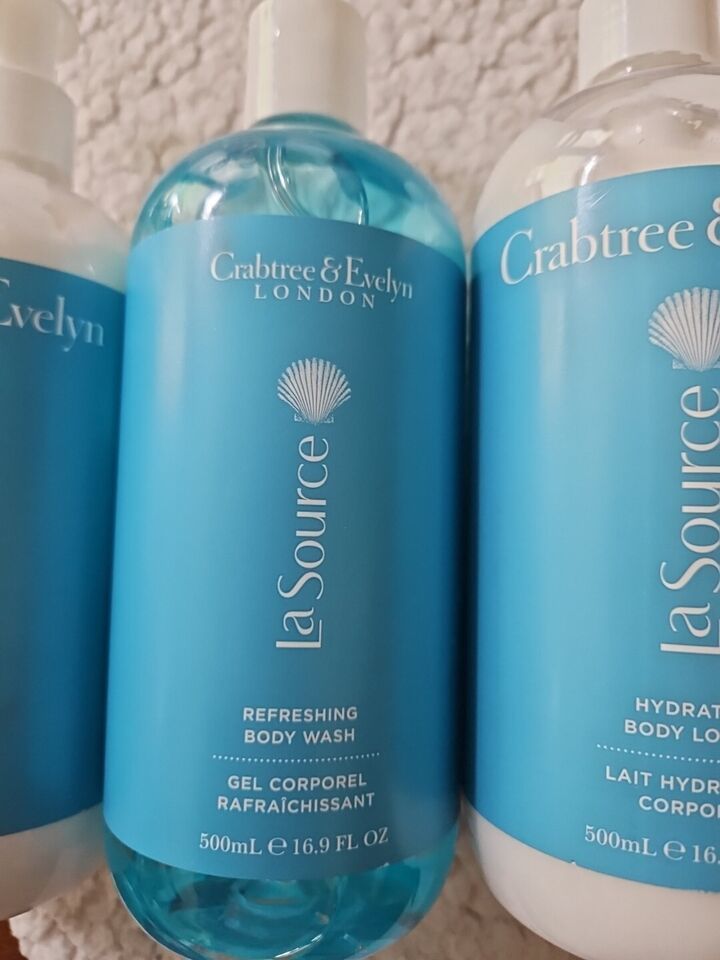 Evelyn
Crabtree & Evelyn
LONDON
La Source
REFRESHING
BODY WASH
GEL CORPOREL
RAFRAÎCHISSANT
500mL ℮ 16.9 FL OZ
Crabtree &
La Source
HYDRAT
BODY LO
LAIT HYDR
CORPO
500mL ℮ 16.